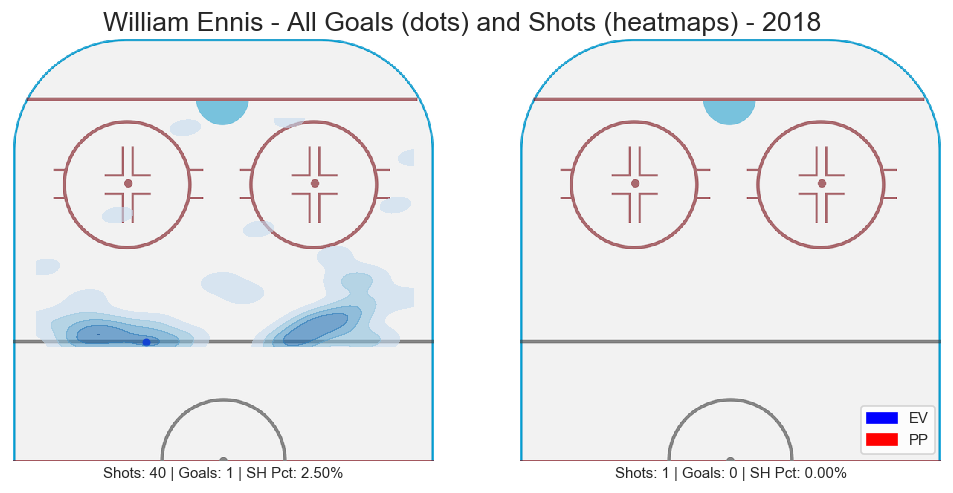 William Ennis - All Goals (dots) and Shots (heatmaps) - 2018
EV
PP
Shots: 40 | Goals: 1 | SH Pct: 2.50%
Shots: 1 | Goals: 0 | SH Pct: 0.00%